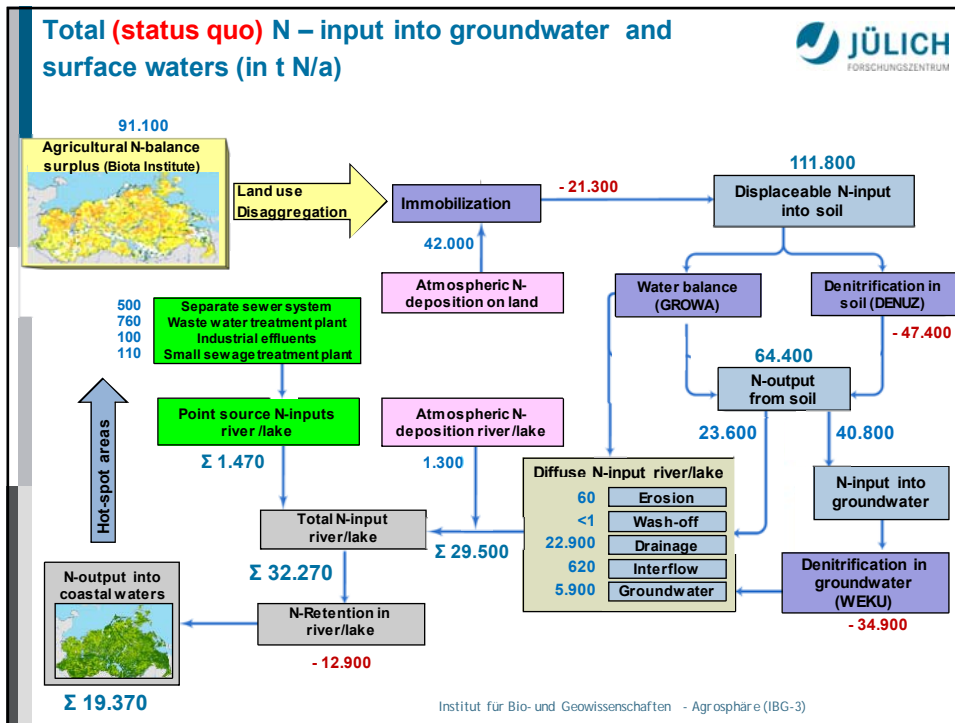 Total (status quo) N – input into groundwater and
surface waters (in t N/a)
JÜLICH
FORSCHUNGSZENTRUM
91.100
Agricultural N-balance
surplus (Biota Institute)
Land use
Disaggregation
Immobilization
- 21.300
111.800
Displaceable N-input
into soil
42.000
Atmospheric N-
deposition on land
Water balance
(GROWA)
Denitrification in
soil (DENUZ)
- 47.400
500 Separate sewer system
760 Waste water treatment plant
100 Industrial effluents
110 Small sewage treatment plant
64.400
N-output
from soil
23.600
40.800
Hot-spot areas
Point source N-inputs
river /lake
Σ 1.470
Atmospheric N-
deposition river/lake
1.300
Diffuse N-input river/lake
60 Erosion
<1 Wash-off
22.900 Drainage
620 Interflow
5.900 Groundwater
N-input into
groundwater
Total N-input
river/lake
Σ 29.500
Σ 32.270
Denitrification in
groundwater
(WEKU)
- 34.900
N-output into
coastal waters
N-Retention in
river/lake
- 12.900
Σ 19.370
Institut für Bio- und Geowissenschaften - Agrosphäre (IBG-3)